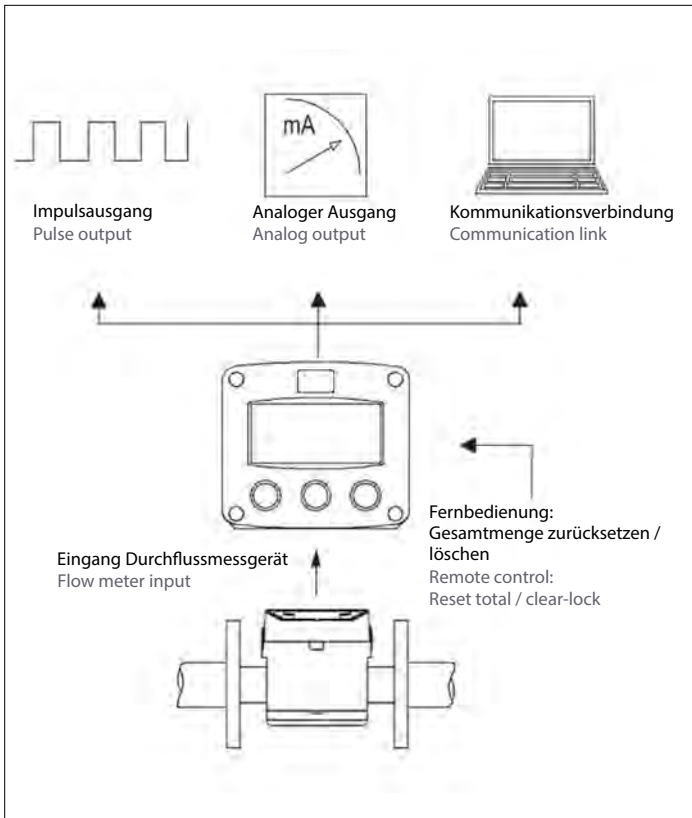 mA
Impulsausgang
Pulse output
Analoger Ausgang
Analog output
Kommunikationsverbindung
Communication link
Eingang Durchflussmessgerät
Flow meter input
Fernbedienung:
Gesamtmenge zurücksetzen /
löschen
Remote control:
Reset total / clear-lock